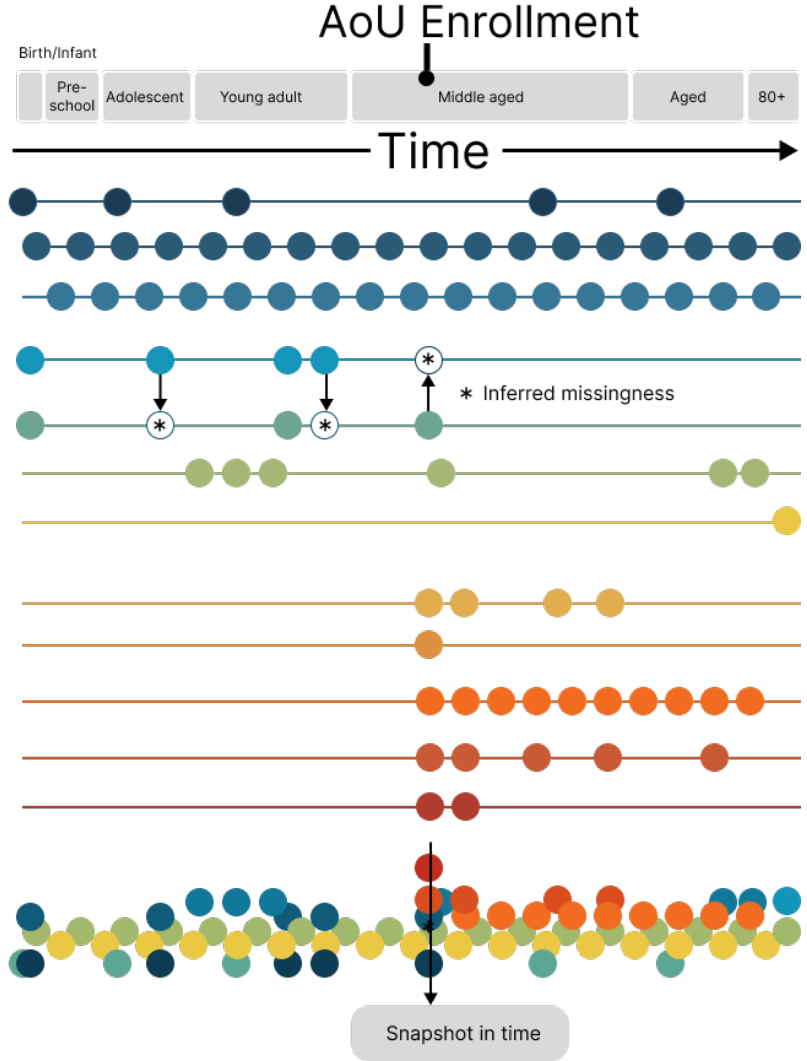 AoU Enrollment
Birth/Infant
Pre-
school
Adolescent
Young adult
Middle aged
Aged
80+
Time
*
* Inferred missingness
*
*
*
Snapshot in time